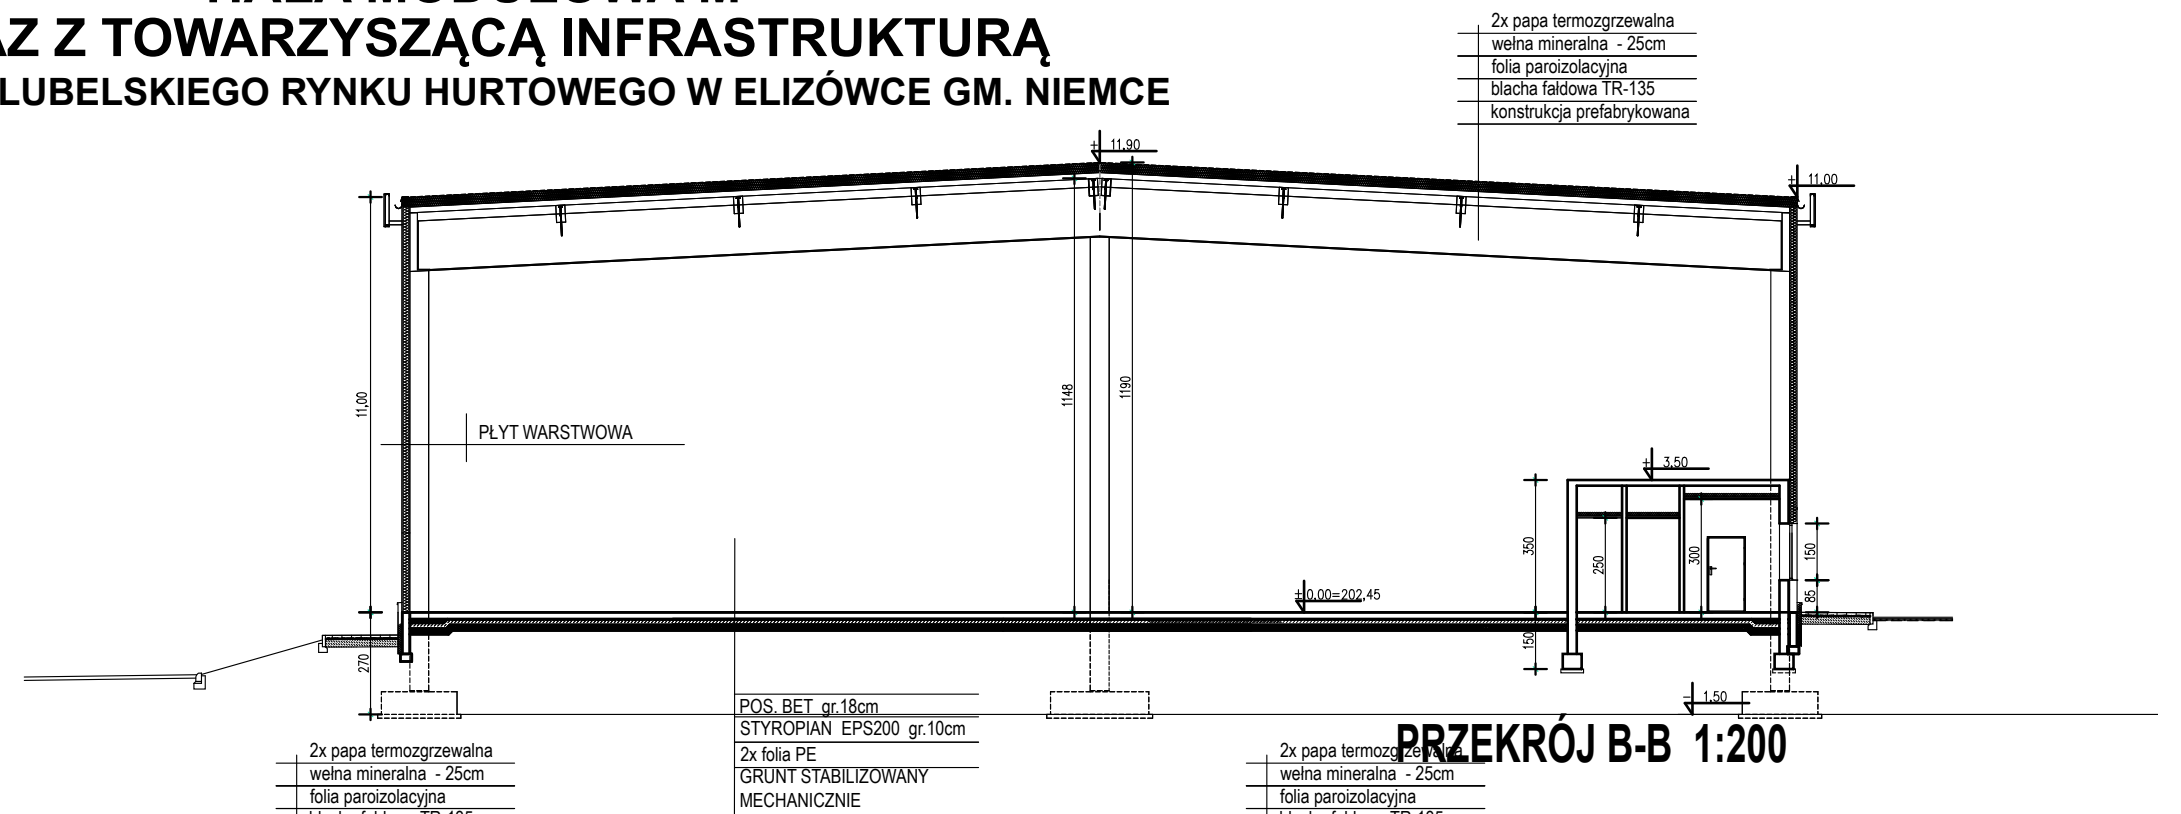 AZ Z TOWARZYSZĄCĄ INFRASTRUKTURĄ
LUBELSKIEGO RYNKU HURTOWEGO W ELIZÓWCE GM. NIEMCE
2x papa termozgrzewalna
wełna mineralna - 25cm
folia paroizolacyjna
blacha fałdowa TR-135
konstrukcja prefabrykowana
± 11,90
± 11,00
11,00
1148
1190
PŁYT WARSTWOWA
± 3,50
350
250
300
150
85
±0,00=202,45
270
150
- 1,50
POS. BET gr.18cm
STYROPIAN EPS200 gr.10cm
2x folia PE
GRUNT STABILIZOWANY
MECHANICZNIE
PRZEKRÓJ B-B 1:200
2x papa termozgrzewalna
wełna mineralna - 25cm
folia paroizolacyjna
2x papa termozgrzewalna
wełna mineralna - 25cm
folia paroizolacyjna